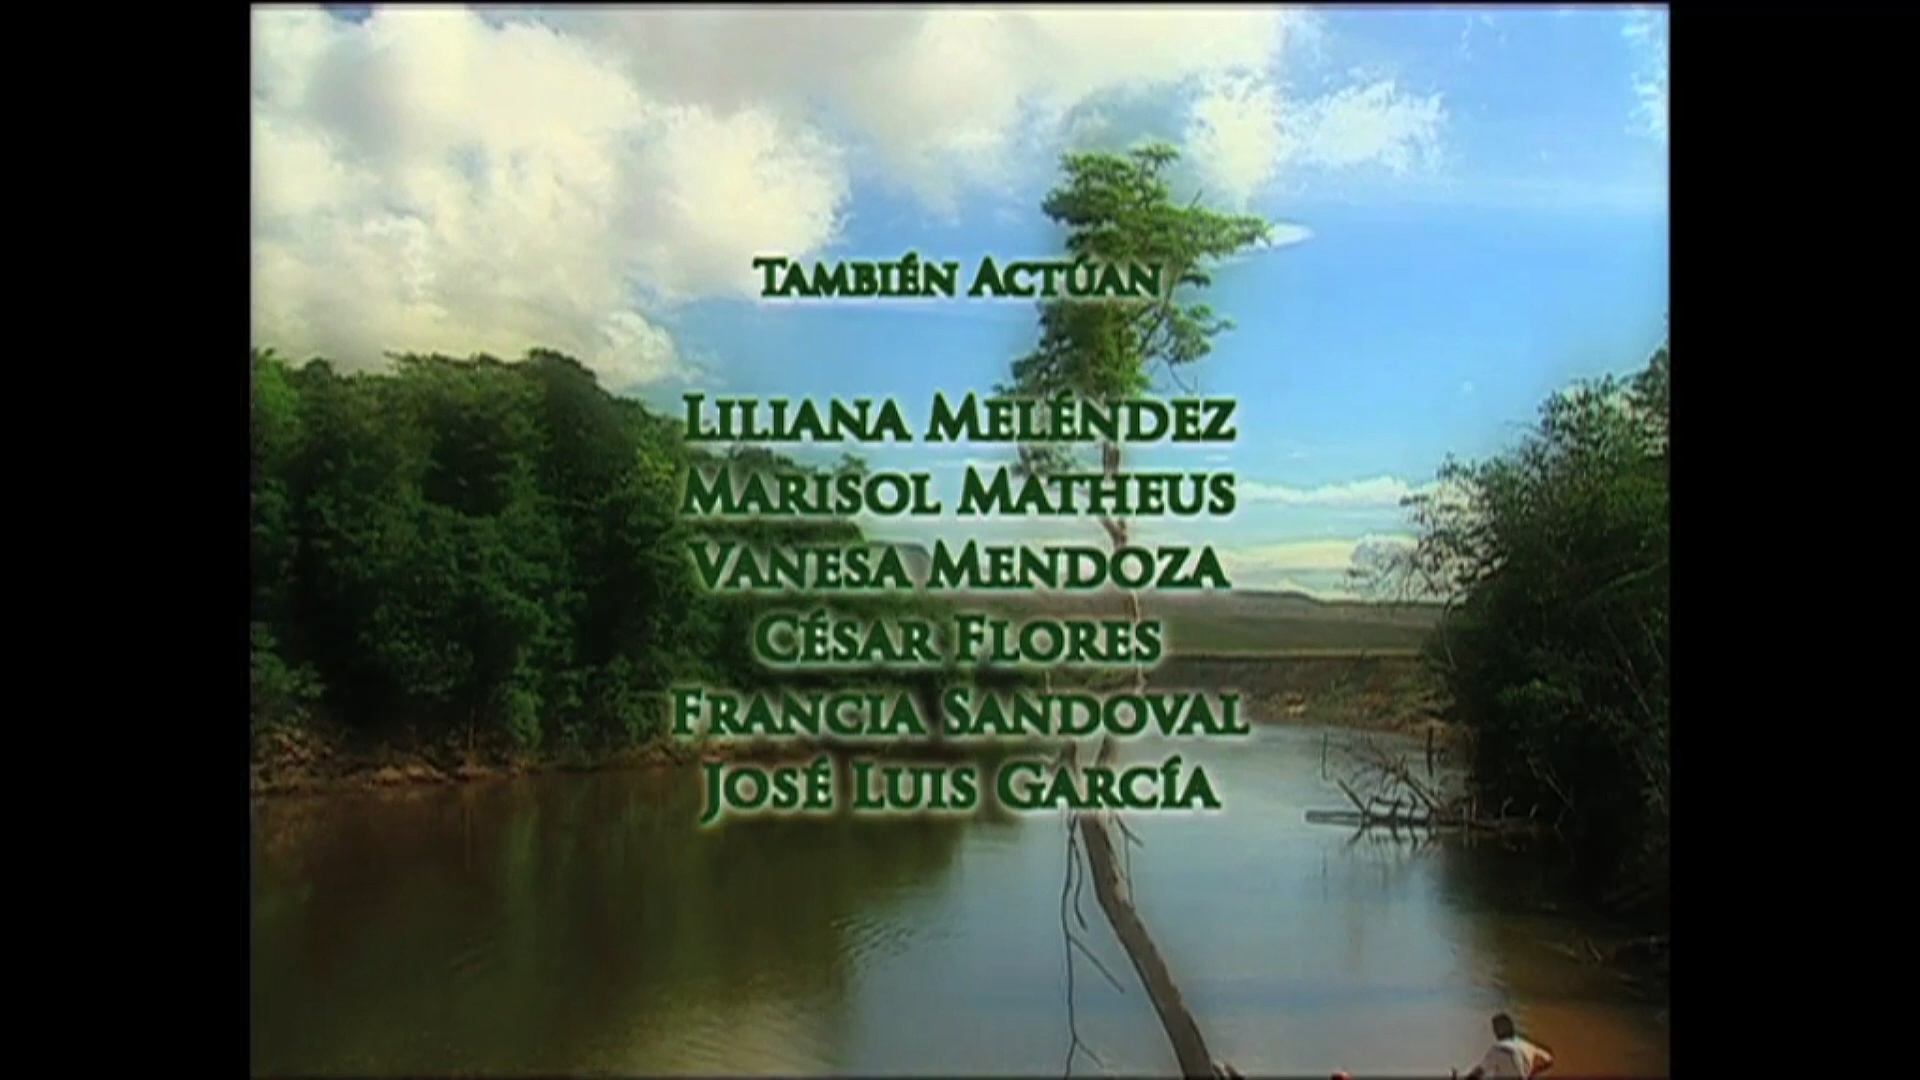 También Actúan
Liliana Meléndez
Marisol Matheus
Vanesa Mendoza
César Flores
Francia Sandoval
José Luis García